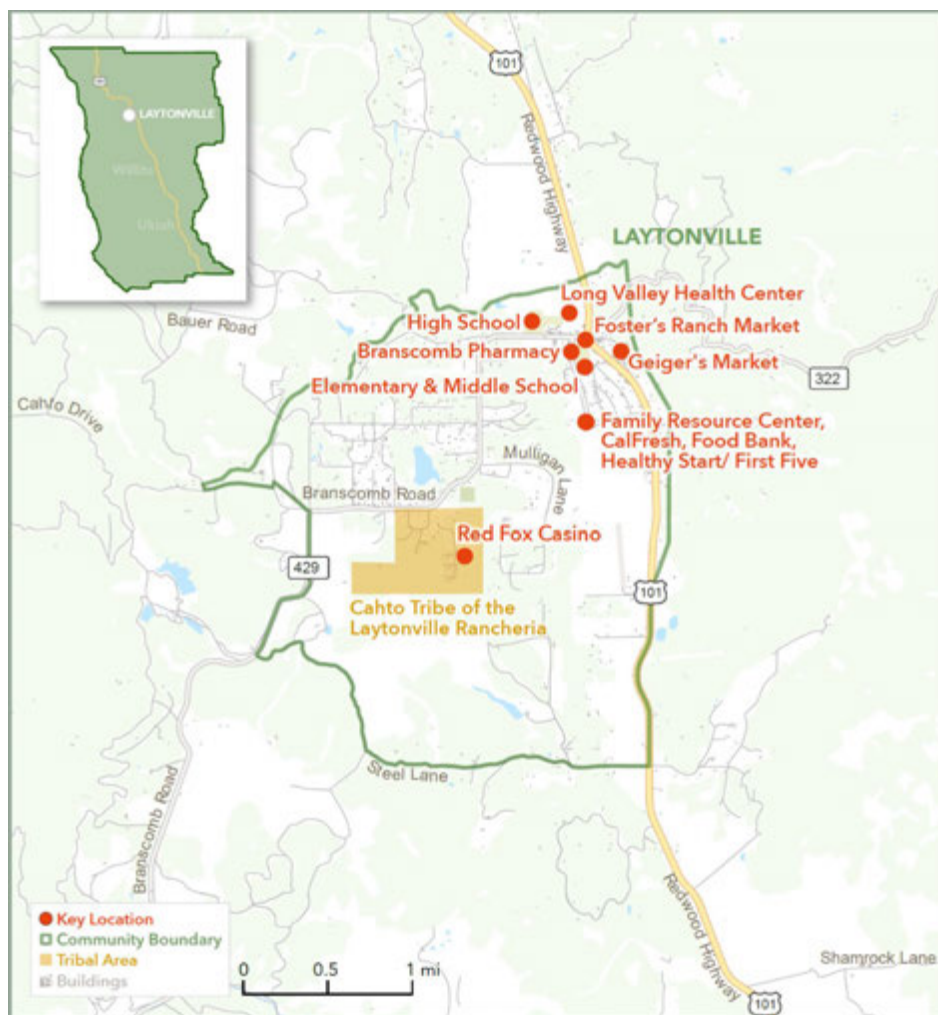 101
101
LAYTONVILLE
Willits
Ukiah
Redwood Highway
LAYTONVILLE
Long Valley Health Center
High School
Foster's Ranch Market
Bauer Road
Branscomb Pharmacy
Geiger's Market
Elementary & Middle School
322
Cahto Drive
Family Resource Center,
CalFresh, Food Bank,
Healthy Start/ First Five
Mulligan Lane
Branscomb Road
Red Fox Casino
429
101
Cahto Tribe of the
Laytonville Rancheria
Steel Lane
Branscomb Road
Redwood Highway
Key Location
Community Boundary
Tribal Area
Buildings
0 0.5 1 mi
Shamrock Lane
101